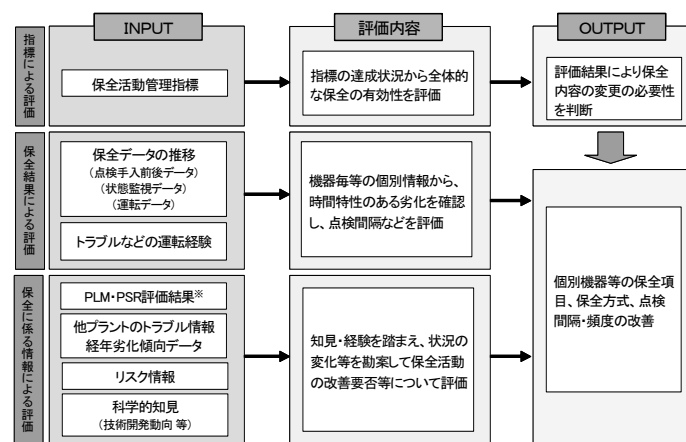 INPUT
評価内容
OUTPUT
指標による評価
保全活動管理指標
指標の達成状況から全体的
な保全の有効性を評価
評価結果により保全
内容の変更の必要性
を判断
保全結果による評価
保全データの推移
(点検手入前後データ)
(状態監視データ)
(運転データ)
トラブルなどの運転経験
機器毎等の個別情報から、
時間特性のある劣化を確認
し、点検間隔などを評価
個別機器等の保全項
目、保全方式、点検
間隔・頻度の改善
保全に係る情報による評価
PLM・PSR評価結果※
他プラントのトラブル情報
経年劣化傾向データ
リスク情報
科学的知見
(技術開発動向 等)
知見・経験を踏まえ、状況の
変化等を勘案して保全活動
の改善要否等について評価